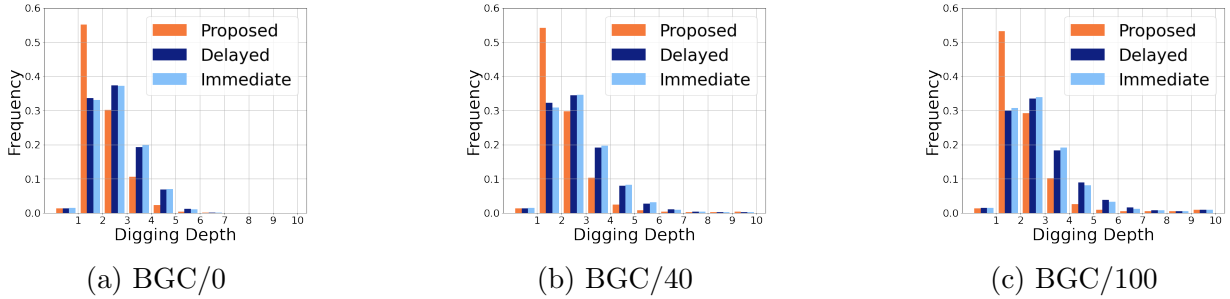 0.6
0.5
0.4
0.3
0.2
0.1
0.0
Frequency
Proposed
Delayed
Immediate
1 2 3 4 5 6 7 8 9 10
Digging Depth
(a) BGC/0
0.6
0.5
0.4
0.3
0.2
0.1
0.0
Frequency
Proposed
Delayed
Immediate
1 2 3 4 5 6 7 8 9 10
Digging Depth
(b) BGC/40
0.6
0.5
0.4
0.3
0.2
0.1
0.0
Frequency
Proposed
Delayed
Immediate
1 2 3 4 5 6 7 8 9 10
Digging Depth
(c) BGC/100